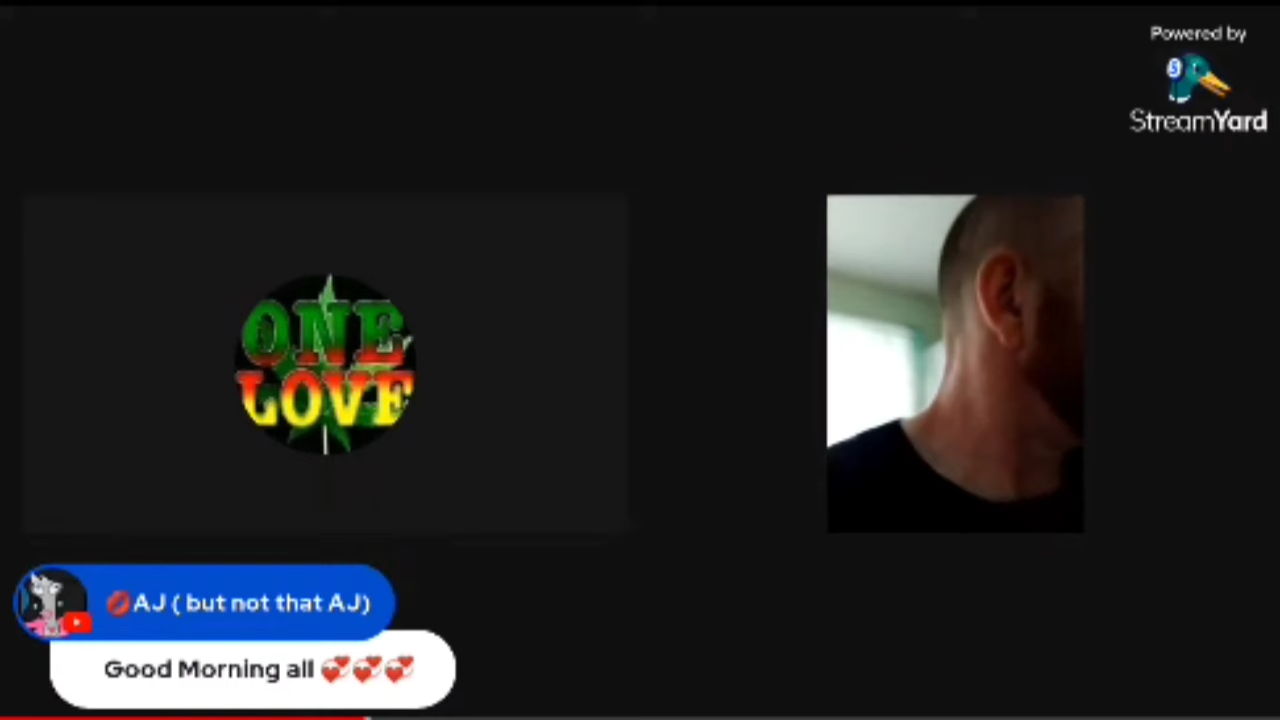 Powered by
StreamYard
ONE
LOVE
💋AJ ( but not that AJ)
Good Morning all 💞💞💞